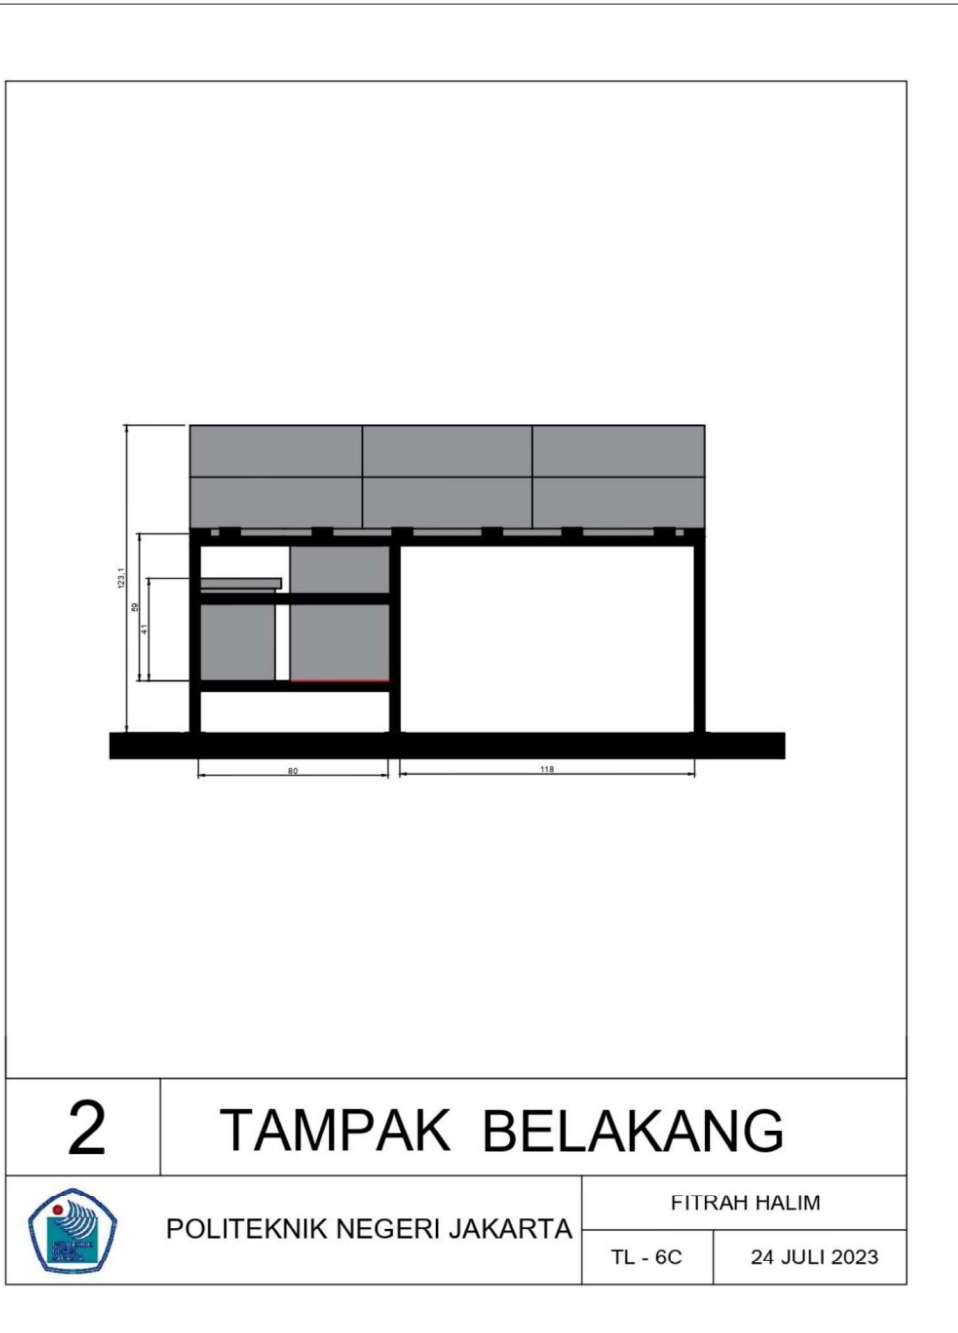 123,1
59
41
80
118
2
TAMPAK BELAKANG
POLITEKNIK NEGERI JAKARTA
FITRAH HALIM
TL - 6C
24 JULI 2023